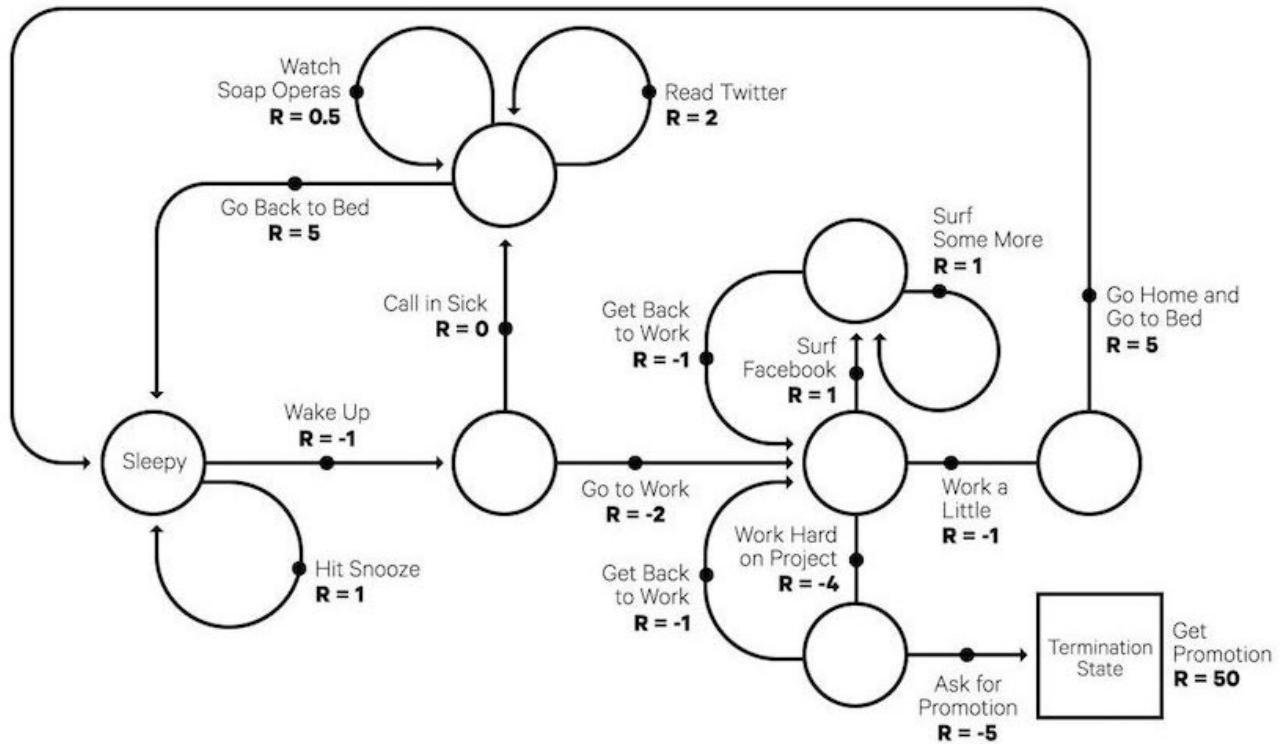 Watch
Soap Operas
R = 0.5
Read Twitter
R = 2
Go Back to Bed
R = 5
Surf
Some More
R = 1
Call in Sick
R = 0
Get Back
to Work
R = -1
Surf
Facebook
R = 1
Go Home and
Go to Bed
R = 5
Wake Up
R = -1
Sleepy
Go to Work
R = -2
Work a
Little
R = -1
Hit Snooze
R = 1
Work Hard
on Project
R = -4
Get Back
to Work
R = -1
Termination
State
Get
Promotion
R = 50
Ask for
Promotion
R = -5